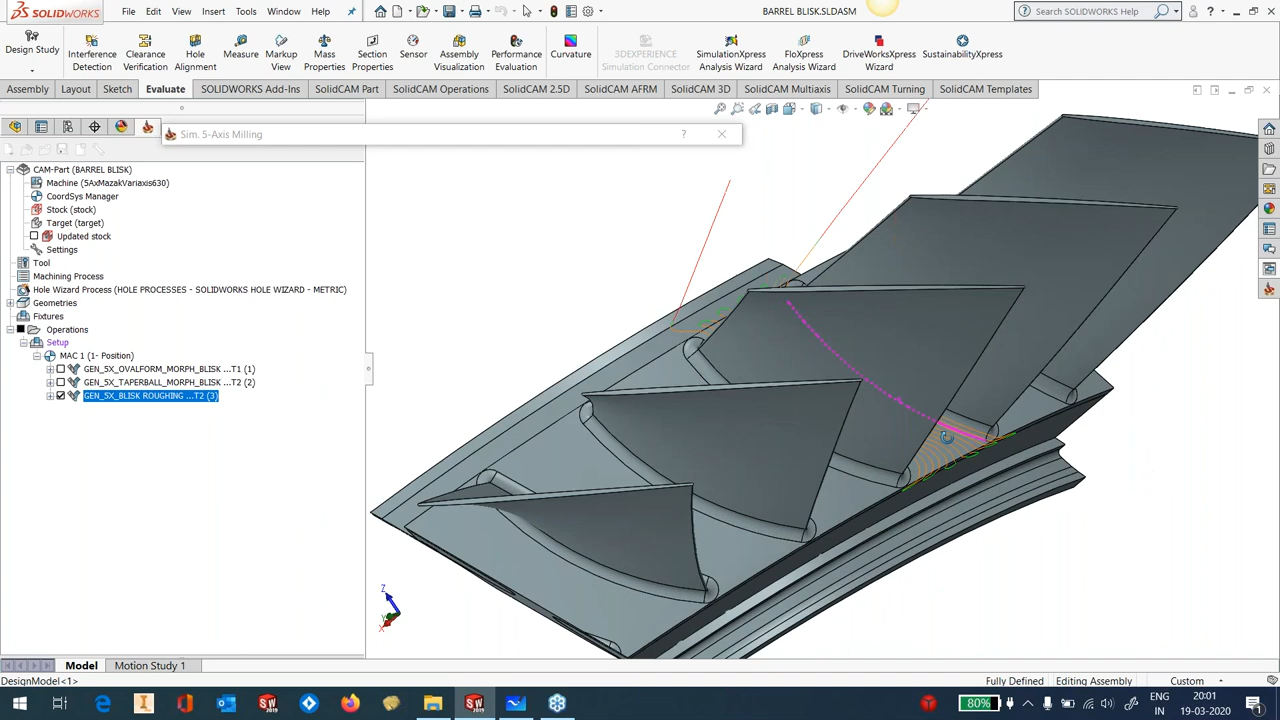 SOLIDWORKS
File Edit View Insert Tools Window Help
BARREL BLISK.SLDASM
Search SOLIDWORKS Help
Design Study
Interference Detection
Clearance Verification
Hole Alignment
Measure
Markup View
Mass Properties
Section Properties
Sensor
Assembly Visualization
Performance Evaluation
Curvature
3DEXPERIENCE Simulation Connector
SimulationXpress Analysis Wizard
FloXpress Analysis Wizard
DriveWorksXpress Wizard
SustainabilityXpress
Assembly Layout Sketch Evaluate SOLIDWORKS Add-Ins SolidCAM Part SolidCAM Operations SolidCAM 2.5D SolidCAM AFRM SolidCAM 3D SolidCAM Multiaxis SolidCAM Turning SolidCAM Templates
Sim. 5-Axis Milling
CAM-Part (BARREL BLISK)
Machine (5AxMazakVariaxis630)
CoordSys Manager
Stock (stock)
Target (target)
Updated stock
Settings
Tool
Machining Process
Hole Wizard Process (HOLE PROCESSES - SOLIDWORKS HOLE WIZARD - METRIC)
Geometries
Fixtures
Operations
Setup
MAC 1 (1- Position)
GEN_5X_OVALFORM_MORPH_BLISK ...T1 (1)
GEN_5X_TAPERBALL_MORPH_BLISK ...T2 (2)
GEN_5X_BLISK ROUGHING ...T2 (3)
Z
X
Model Motion Study 1
DesignModel<1>
Fully Defined Editing Assembly Custom
80%
ENG
IN
20:01
19-03-2020